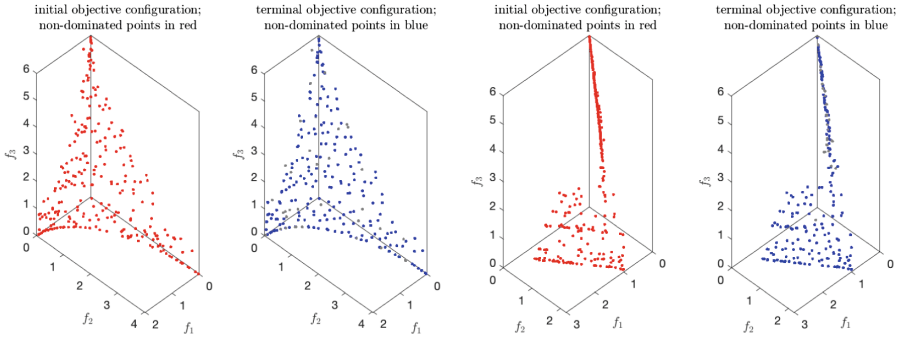 initial objective configuration;
non-dominated points in red
6
5
4
3
2
1
0
f3
0
1
2
3
4
f2
2
1
0
f1
terminal objective configuration;
non-dominated points in blue
6
5
4
3
2
1
0
f3
0
1
2
3
4
f2
2
1
0
f1
initial objective configuration;
non-dominated points in red
6
5
4
3
2
1
0
f3
0
1
2
3
f2
2
1
0
f1
terminal objective configuration;
non-dominated points in blue
6
5
4
3
2
1
0
f3
0
1
2
3
f2
2
1
0
f1